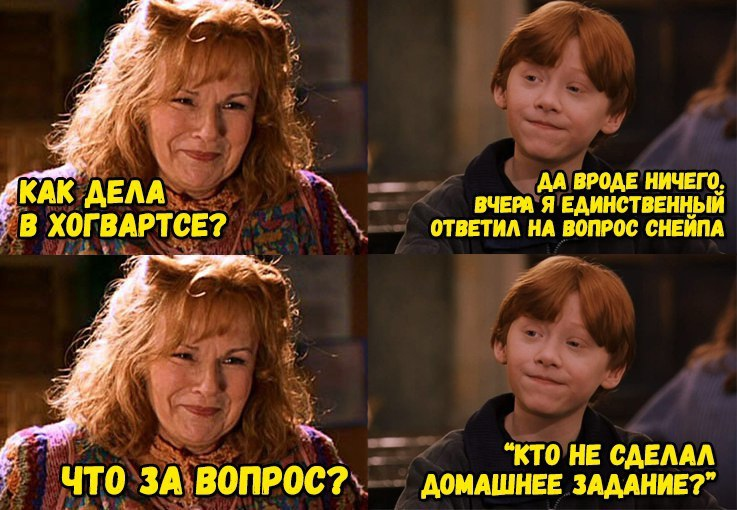 КАК ДЕЛА
В ХОГВАРТСЕ?
ДА ВРОДЕ НИЧЕГО,
ВЧЕРА Я ЕДИНСТВЕННЫЙ
ОТВЕТИЛ НА ВОПРОС СНЕЙПА
ЧТО ЗА ВОПРОС?
“КТО НЕ СДЕЛАЛ
ДОМАШНЕЕ ЗАДАНИЕ?”